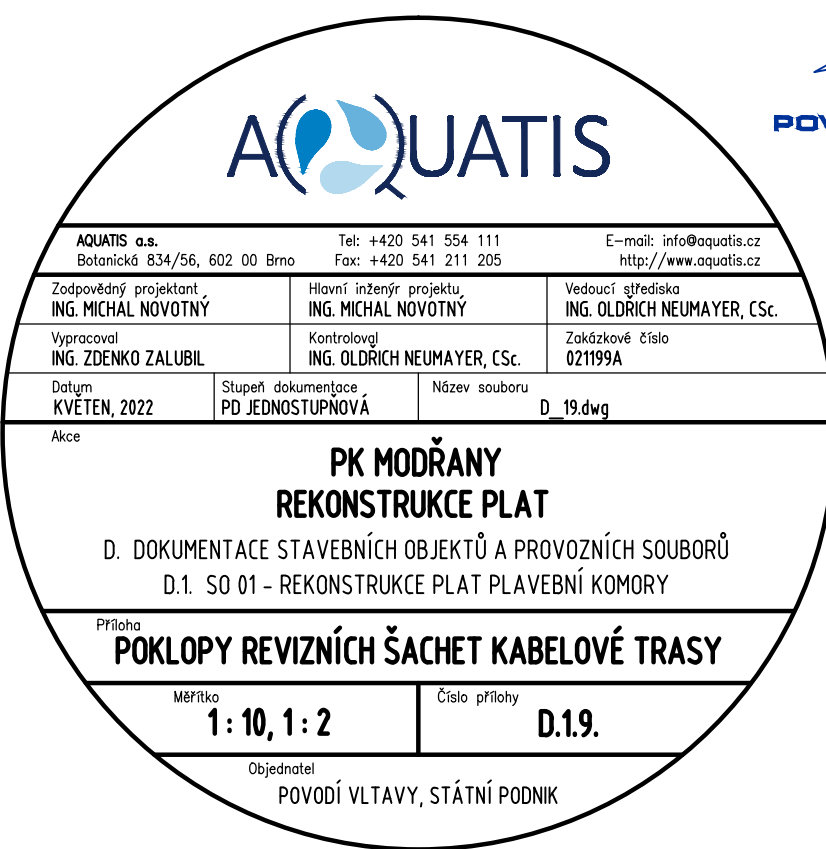 AQUATIS
POV
AQUATIS a.s. Tel: +420 541 554 111 E-mail: info@aquatis.cz
Botanická 834/56, 602 00 Brno Fax: +420 541 211 205 http://www.aquatis.cz
Zodpovědný projektant Hlavní inženýr projektu Vedoucí střediska
ING. MICHAL NOVOTNÝ ING. MICHAL NOVOTNÝ ING. OLDŘICH NEUMAYER, CSc.
Vypracoval Kontroloval Zakázkové číslo
ING. ZDENKO ZALUBIL ING. OLDŘICH NEUMAYER, CSc. 021199A
Datum Stupeň dokumentace Název souboru
KVĚTEN, 2022 PD JEDNOSTUPŇOVÁ D_19.dwg
Akce
PK MODŘANY
REKONSTRUKCE PLAT
D. DOKUMENTACE STAVEBNÍCH OBJEKTŮ A PROVOZNÍCH SOUBORŮ
D.1. SO 01 - REKONSTRUKCE PLAT PLAVEBNÍ KOMORY
Příloha
POKLOPY REVIZNÍCH ŠACHET KABELOVÉ TRASY
Měřítko Číslo přílohy
1 : 10, 1 : 2 D.1.9.
Objednatel
POVODÍ VLTAVY, STÁTNÍ PODNIK